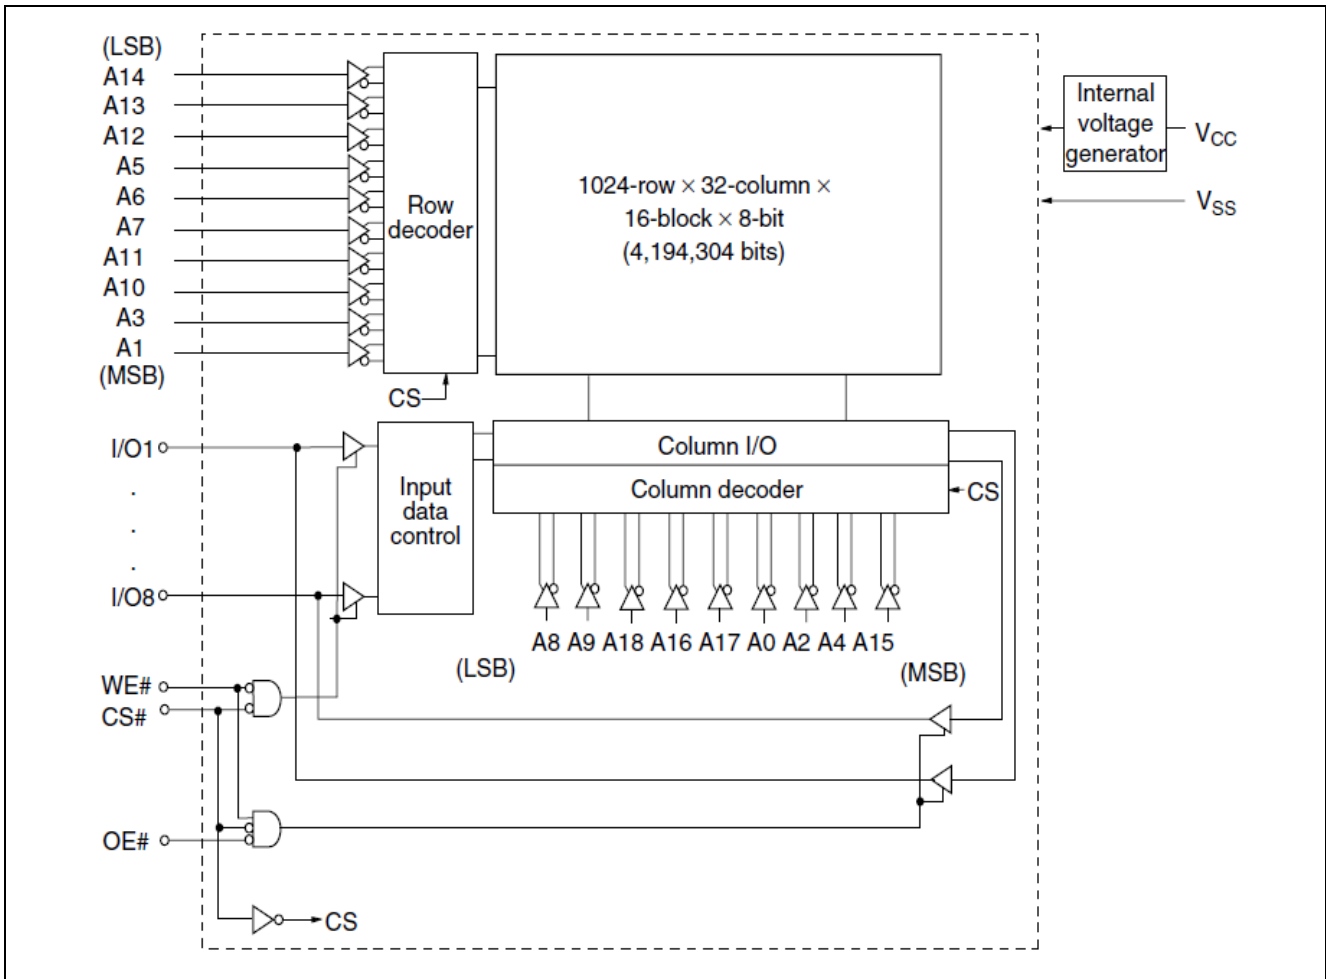 (LSB)
A14
A13
A12
A5
A6
A7
A11
A10
A3
A1
(MSB)
Row
decoder
CS
1024-row × 32-column ×
16-block × 8-bit
(4,194,304 bits)
Internal
voltage
generator
VCC
VSS
I/O1
.
.
.
I/O8
Input
data
control
Column I/O
Column decoder
CS
A8 A9 A18 A16 A17 A0 A2 A4 A15
(LSB) (MSB)
WE#
CS#
OE#
CS